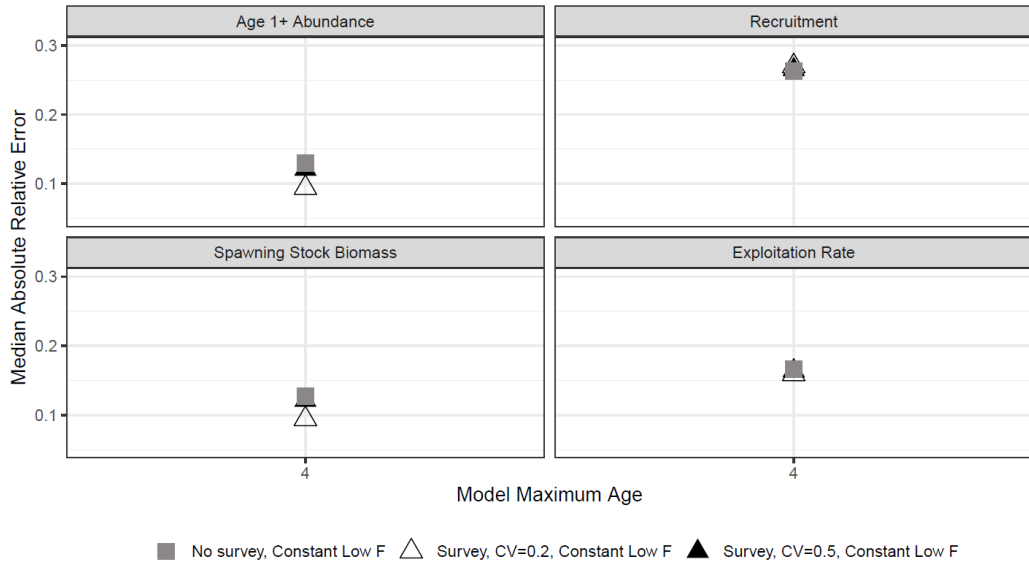 Age 1+ Abundance
Recruitment
0.3
0.2
0.1
Spawning Stock Biomass
Exploitation Rate
0.3
0.2
0.1
Median Absolute Relative Error
4
4
Model Maximum Age
No survey, Constant Low F
Survey, CV=0.2, Constant Low F
Survey, CV=0.5, Constant Low F